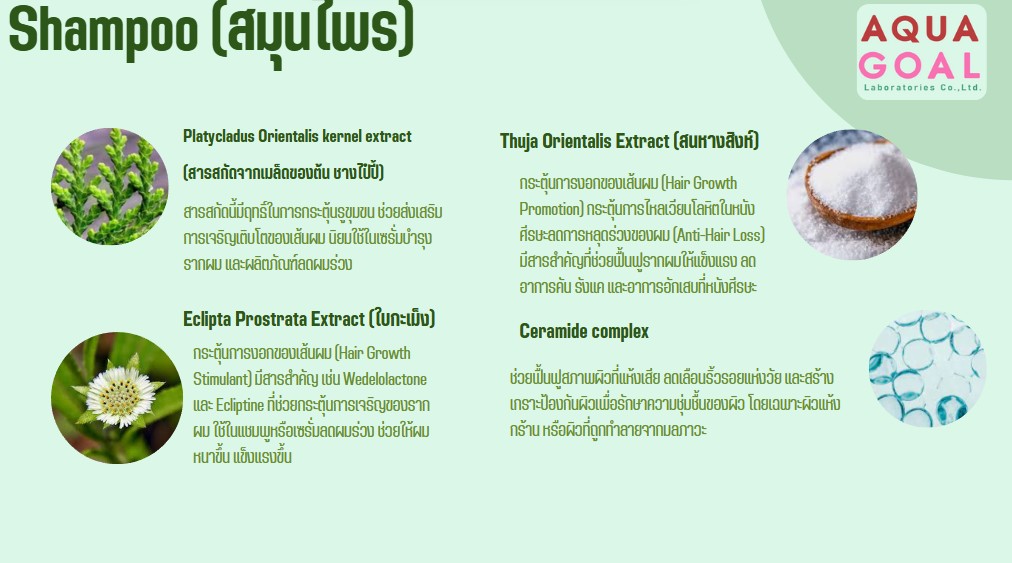 Shampoo (สมุนไพร)
AQUA
GOAL
Laboratories Co.,Ltd.
Platycladus Orientalis kernel extract
(สารสกัดจากเมล็ดของต้น ซางไป่ปี้)
สารสกัดนี้มีฤทธิ์ในการกระตุ้นรูขุมขน ช่วยส่งเสริม
การเจริญเติบโตของเส้นผม นิยมใช้ในเซรั่มบำรุง
รากผม และผลิตภัณฑ์ลดผมร่วง
Eclipta Prostrata Extract (ใบกะเม็ง)
กระตุ้นการงอกของเส้นผม (Hair Growth
Stimulant) มีสารสำคัญ เช่น Wedelolactone
และ Ecliptine ที่ช่วยกระตุ้นการเจริญของราก
ผม ใช้ในแชมพูหรือเซรั่มลดผมร่วง ช่วยให้ผม
หนาขึ้น แข็งแรงขึ้น
Thuja Orientalis Extract (สนหางสิงห์)
กระตุ้นการงอกของเส้นผม (Hair Growth
Promotion) กระตุ้นการไหลเวียนโลหิตในหนัง
ศีรษะลดการหลุดร่วงของผม (Anti-Hair Loss)
มีสารสำคัญที่ช่วยฟื้นฟูรากผมให้แข็งแรง ลด
อาการคัน รังแค และอาการอักเสบที่หนังศีรษะ
Ceramide complex
ช่วยฟื้นฟูสภาพผิวที่แห้งเสีย ลดเลือนริ้วรอยแห่งวัย และสร้าง
เกราะป้องกันผิวเพื่อรักษาความชุ่มชื้นของผิว โดยเฉพาะผิวแห้ง
กร้าน หรือผิวที่ถูกทำลายจากมลภาวะ